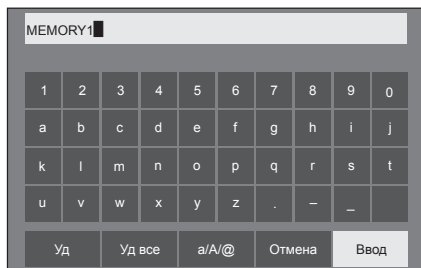 MEMORY1
1 2 3 4 5 6 7 8 9 0
a b c d e f g h i j
k l m n o p q r s t
u v w x y z . – _
Уд Уд все a/A/@ Отмена Ввод